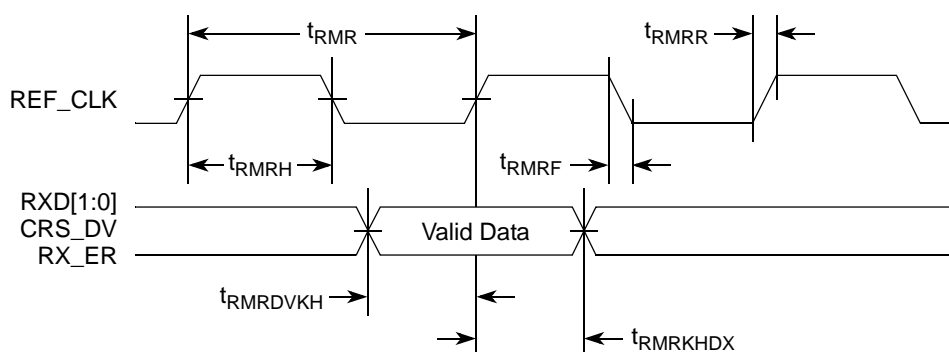 tRMR
tRMRR
REF_CLK
tRMRH
tRMRF
RXD[1:0]
CRS_DV
Valid Data
RX_ER
tRMRDVKH
tRMRKHDX